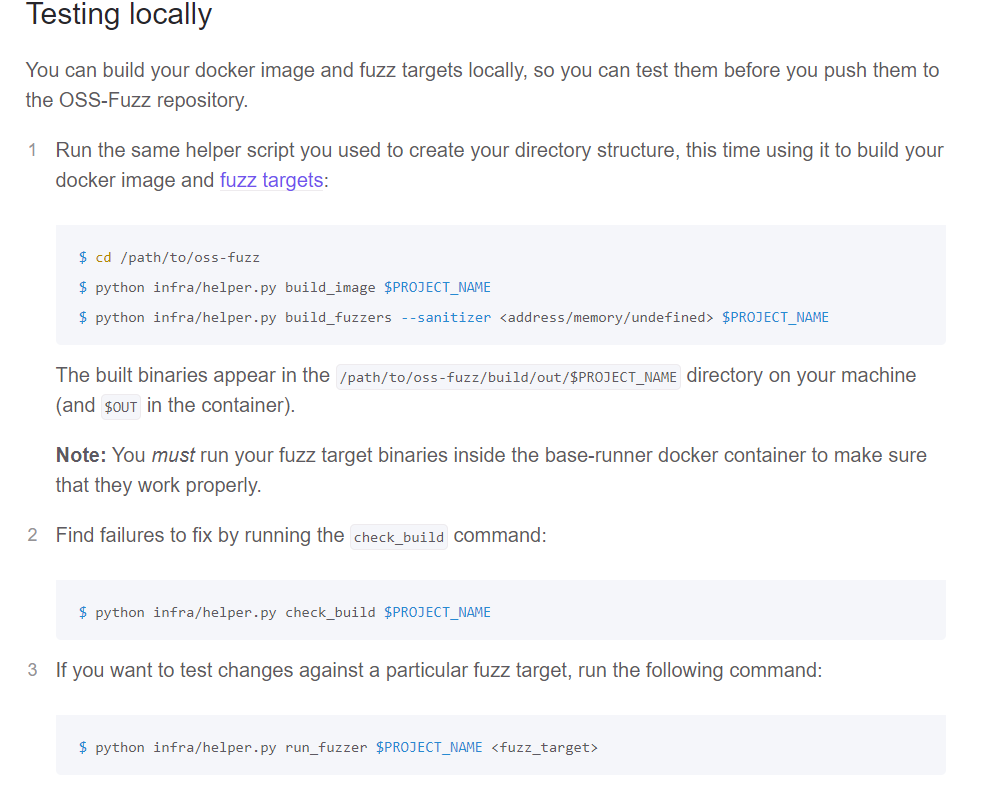 Testing locally
You can build your docker image and fuzz targets locally, so you can test them before you push them to
the OSS-Fuzz repository.
1 Run the same helper script you used to create your directory structure, this time using it to build your
docker image and fuzz targets:
$ cd /path/to/oss-fuzz
$ python infra/helper.py build_image $PROJECT_NAME
$ python infra/helper.py build_fuzzers --sanitizer <address/memory/undefined> $PROJECT_NAME
The built binaries appear in the /path/to/oss-fuzz/build/out/$PROJECT_NAME directory on your machine
(and $OUT in the container).
Note: You must run your fuzz target binaries inside the base-runner docker container to make sure
that they work properly.
2 Find failures to fix by running the check_build command:
$ python infra/helper.py check_build $PROJECT_NAME
3 If you want to test changes against a particular fuzz target, run the following command:
$ python infra/helper.py run_fuzzer $PROJECT_NAME <fuzz_target>